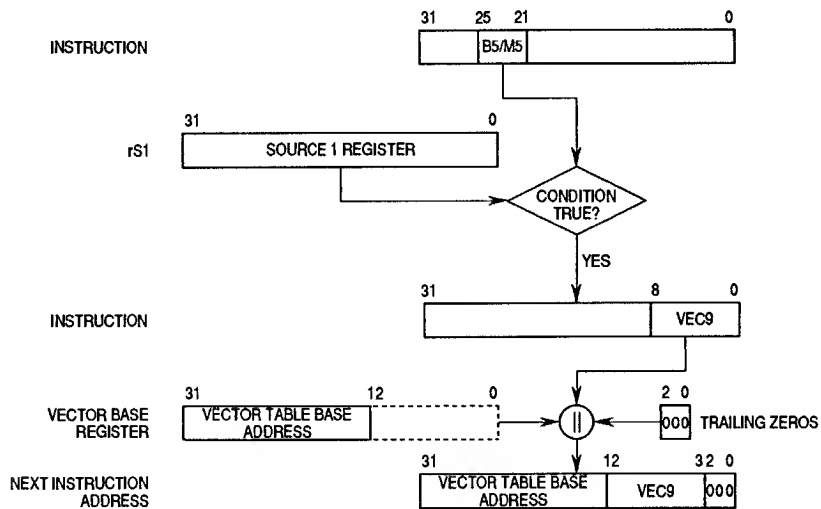 31 25 21 0
INSTRUCTION B5/M5
31 0
rS1 SOURCE 1 REGISTER
CONDITION
TRUE?
YES
31 8 0
INSTRUCTION VEC9
31 12 0 2 0
VECTOR BASE
REGISTER
VECTOR TABLE BASE
ADDRESS
||
000 TRAILING ZEROS
31 12 3 2 0
NEXT INSTRUCTION
ADDRESS
VECTOR TABLE BASE
ADDRESS
VEC9 000